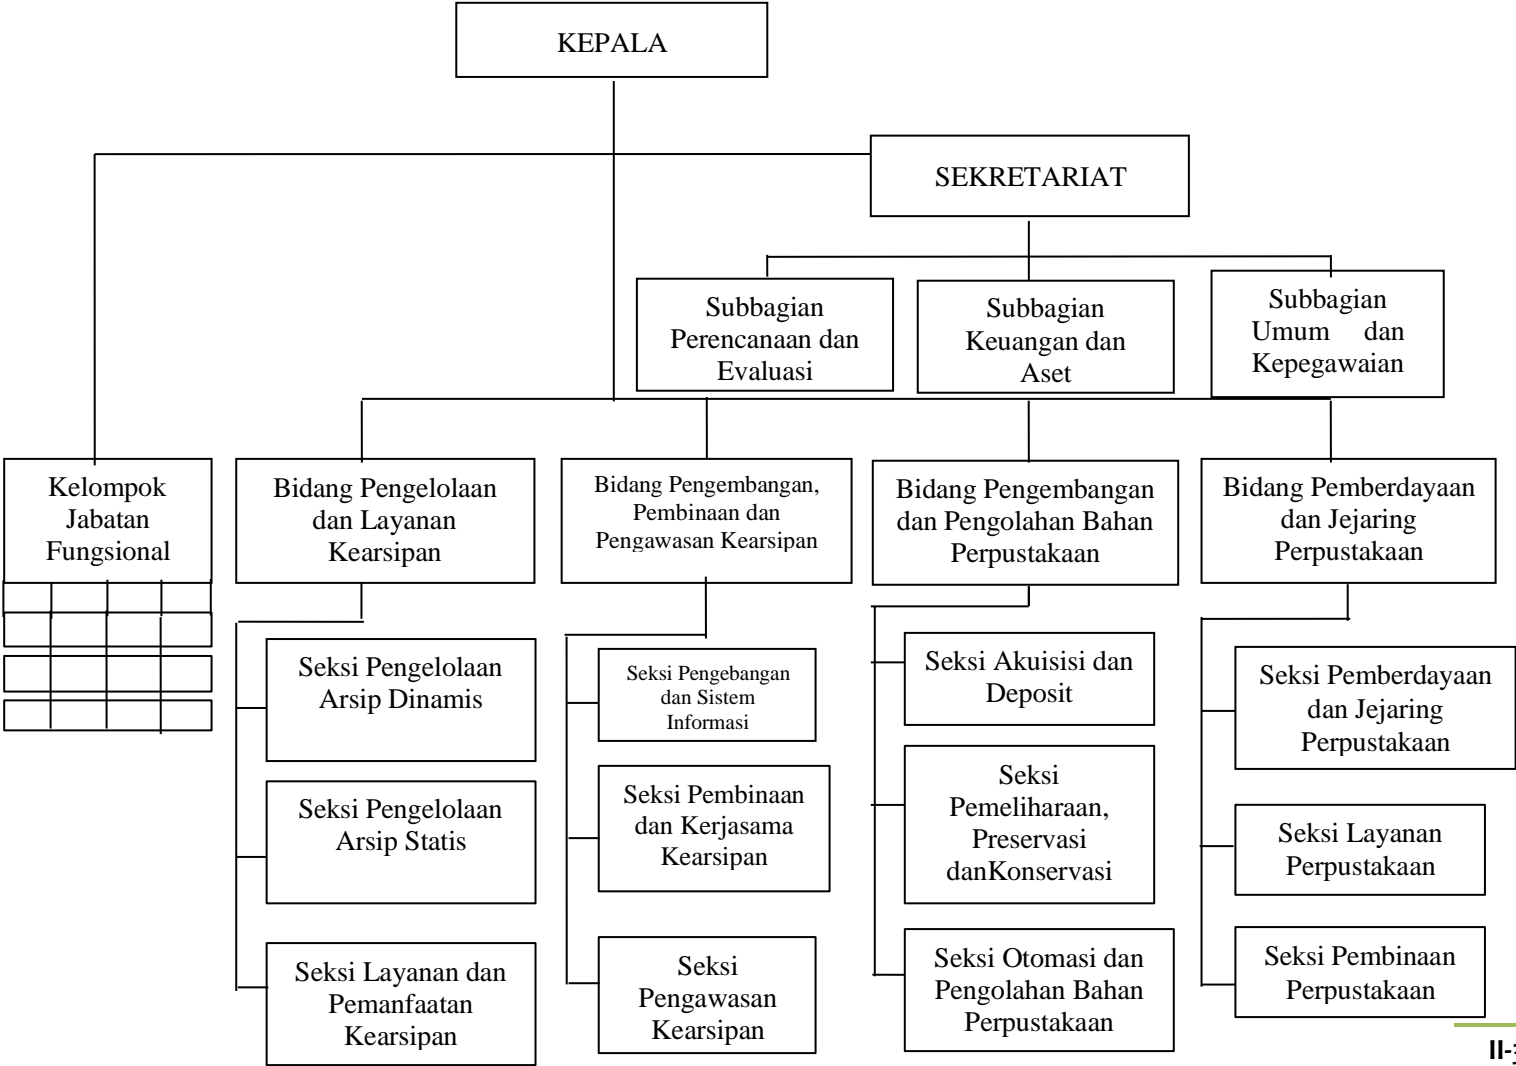 KEPALA
SEKRETARIAT
Subbagian
Perencanaan dan
Evaluasi
Subbagian
Keuangan dan
Aset
Subbagian
Umum dan
Kepegawaian
Kelompok
Jabatan
Fungsional
Bidang Pengelolaan
dan Layanan
Kearsipan
Bidang Pengembangan,
Pembinaan dan
Pengawasan Kearsipan
Bidang Pengembangan
dan Pengolahan Bahan
Perpustakaan
Bidang Pemberdayaan
dan Jejaring
Perpustakaan
Seksi Pengelolaan
Arsip Dinamis
Seksi Pengelolaan
Arsip Statis
Seksi Layanan dan
Pemanfaatan
Kearsipan
Seksi Pengebangan
dan Sistem
Informasi
Seksi Pembinaan
dan Kerjasama
Kearsipan
Seksi
Pengawasan
Kearsipan
Seksi Akuisisi dan
Deposit
Seksi
Pemeliharaan,
Preservasi
danKonservasi
Seksi Otomasi dan
Pengolahan Bahan
Perpustakaan
Seksi Pemberdayaan
dan Jejaring
Perpustakaan
Seksi Layanan
Perpustakaan
Seksi Pembinaan
Perpustakaan
II-